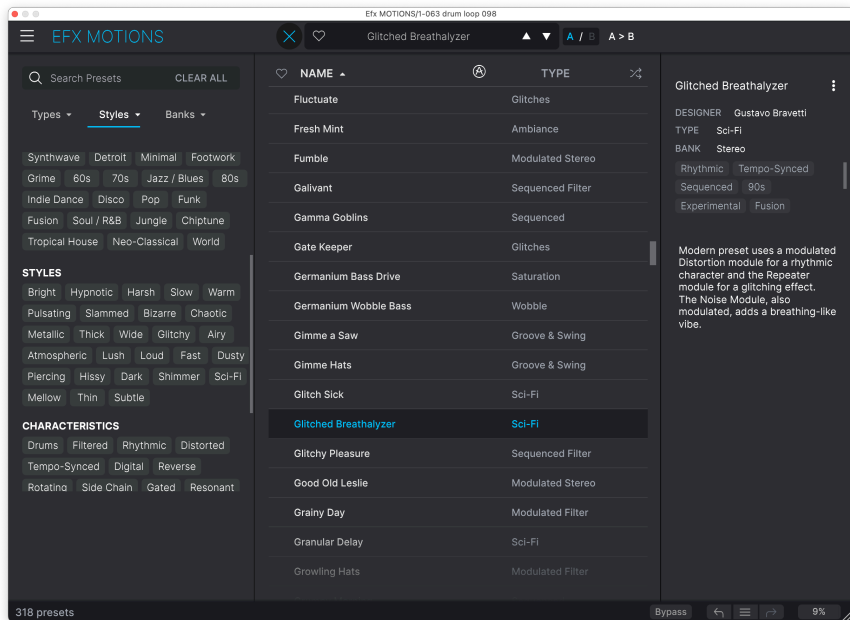 Efx MOTIONS/1-063 drum loop 098
EFX MOTIONS
Glitched Breathalyzer
A / B A > B
Search Presets CLEAR ALL
Types Styles Banks
Synthwave Detroit Minimal Footwork
Grime 60s 70s Jazz / Blues 80s
Indie Dance Disco Pop Funk
Fusion Soul / R&B Jungle Chiptune
Tropical House Neo-Classical World
STYLES
Bright Hypnotic Harsh Slow Warm
Pulsating Slammed Bizarre Chaotic
Metallic Thick Wide Glitchy Airy
Atmospheric Lush Loud Fast Dusty
Piercing Hissy Dark Shimmer Sci-Fi
Mellow Thin Subtle
CHARACTERISTICS
Drums Filtered Rhythmic Distorted
Tempo-Synced Digital Reverse
Rotating Side Chain Gated Resonant
NAME TYPE
Fluctuate Glitches
Fresh Mint Ambiance
Fumble Modulated Stereo
Galivant Sequenced Filter
Gamma Goblins Sequenced
Gate Keeper Glitches
Germanium Bass Drive Saturation
Germanium Wobble Bass Wobble
Gimme a Saw Groove & Swing
Gimme Hats Groove & Swing
Glitch Sick Sci-Fi
Glitched Breathalyzer Sci-Fi
Glitchy Pleasure Sequenced Filter
Good Old Leslie Modulated Stereo
Grainy Day Modulated Filter
Granular Delay Sci-Fi
Growling Hats Modulated Filter
Glitched Breathalyzer
DESIGNER Gustavo Bravetti
TYPE Sci-Fi
BANK Stereo
Rhythmic Tempo-Synced
Sequenced 90s
Experimental Fusion
Modern preset uses a modulated
Distortion module for a rhythmic
character and the Repeater
module for a glitching effect.
The Noise Module, also
modulated, adds a breathing-like
vibe.
318 presets
Bypass
9%